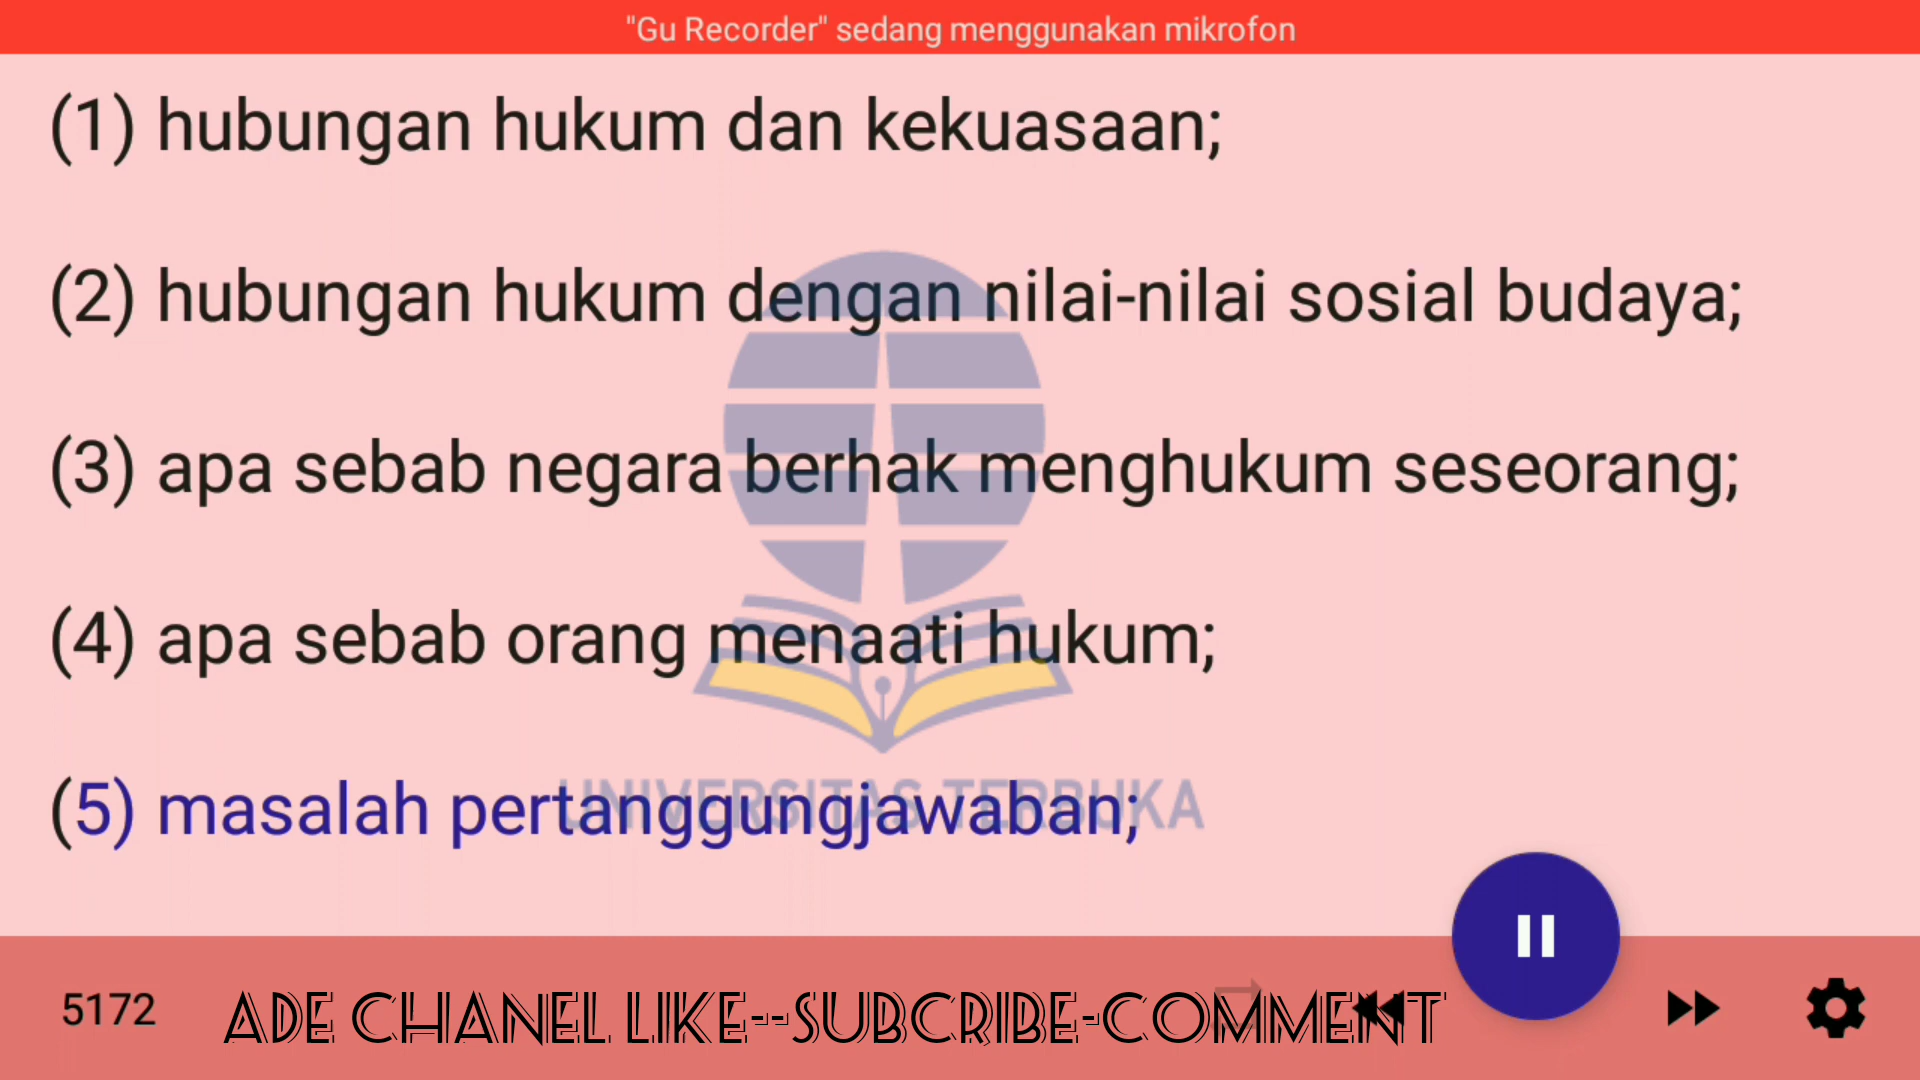 "Gu Recorder" sedang menggunakan mikrofon
(1) hubungan hukum dan kekuasaan;
(2) hubungan hukum dengan nilai-nilai sosial budaya;
(3) apa sebab negara berhak menghukum seseorang;
(4) apa sebab orang menaati hukum;
(5) masalah pertanggungjawaban;
UNIVERSITAS TERBUKA
5172
ADE CHANEL LIKE--SUBCRIBE-COMMENT